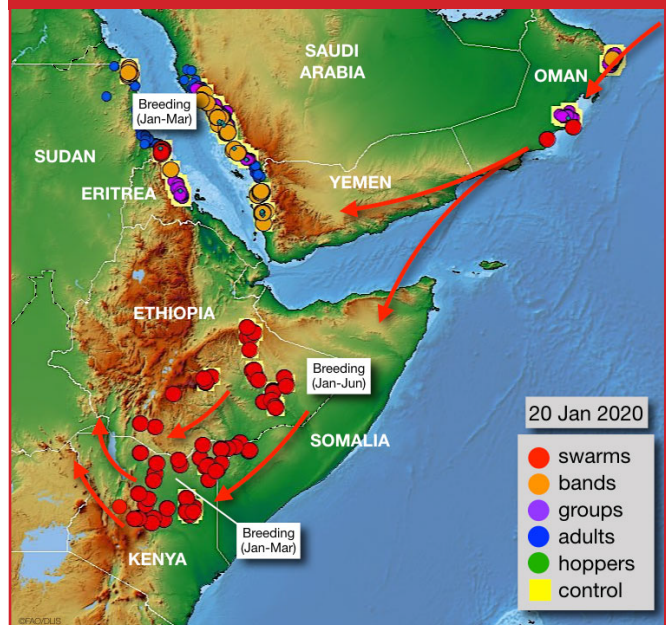 SAUDI
ARABIA
OMAN
Breeding
(Jan-Mar)
SUDAN
YEMEN
ERITREA
ETHIOPIA
Breeding
(Jan-Jun)
SOMALIA
20 Jan 2020
swarms
bands
groups
adults
hoppers
control
Breeding
(Jan-Mar)
KENYA
©FAO/DLIS